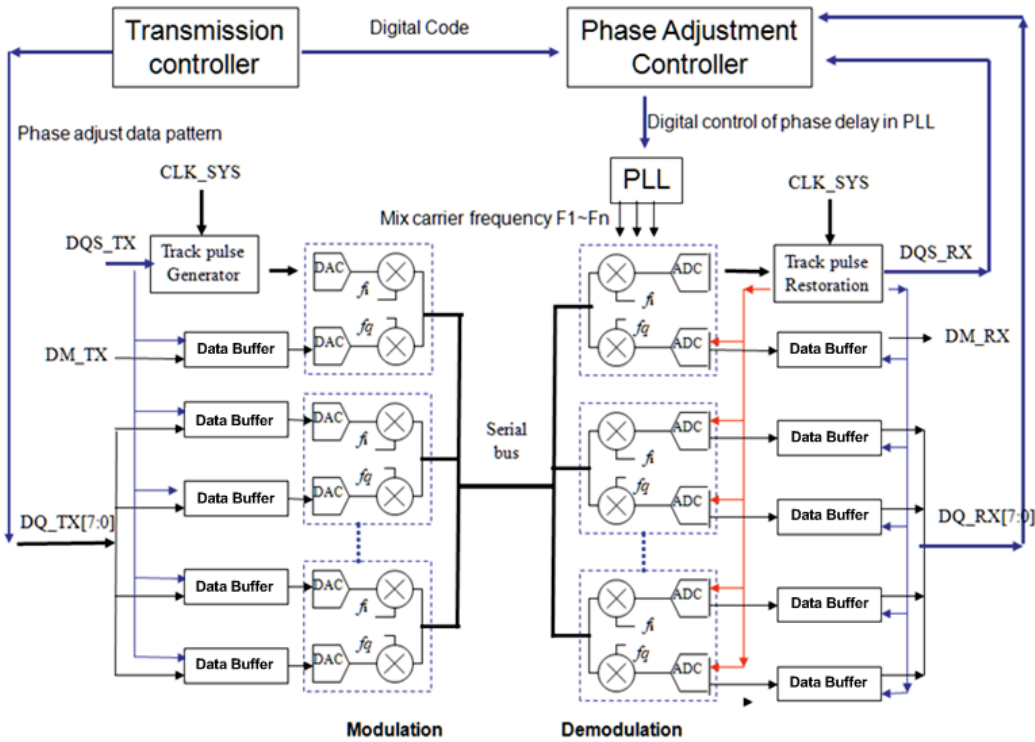 Transmission
controller
Digital Code
Phase Adjustment
Controller
Phase adjust data pattern
Digital control of phase delay in PLL
CLK_SYS
PLL
CLK_SYS
Mix carrier frequency F1~Fn
DQS_TX
Track pulse
Generator
DAC
fi
ADC
fi
Track pulse
Restoration
DQS_RX
DM_TX
Data Buffer
DAC
fq
fq
ADC
Data Buffer
DM_RX
Data Buffer
DAC
fi
Serial
bus
fi
ADC
Data Buffer
Data Buffer
DAC
fq
fq
ADC
Data Buffer
DQ_TX[7:0]
DQ_RX[7:0]
Data Buffer
DAC
fi
fi
ADC
Data Buffer
Data Buffer
DAC
fq
fq
ADC
Data Buffer
Modulation
Demodulation